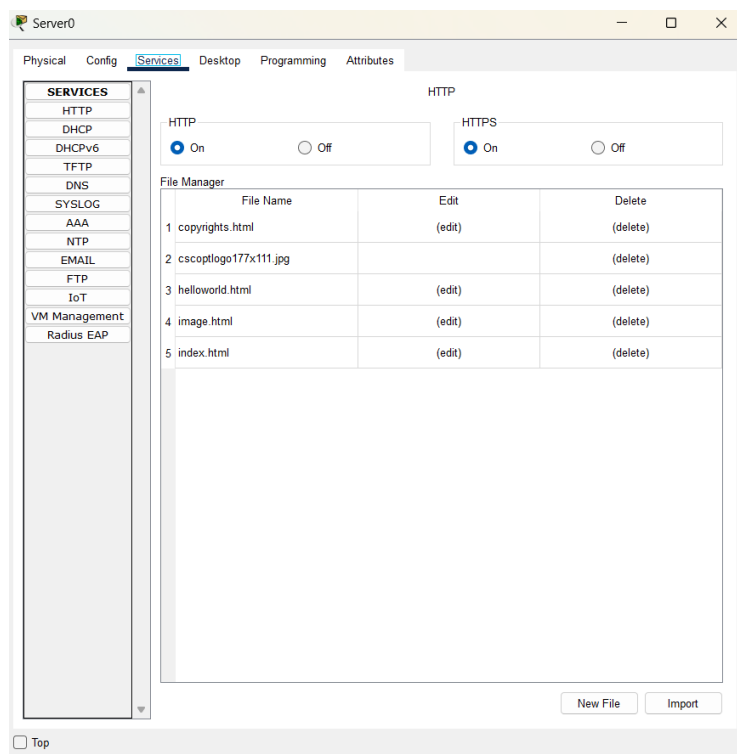 Server0
Physical Config Services Desktop Programming Attributes
SERVICES
HTTP
DHCP
DHCPv6
TFTP
DNS
SYSLOG
AAA
NTP
EMAIL
FTP
IoT
VM Management
Radius EAP
HTTP
HTTP
On Off
HTTPS
On Off
File Manager
File Name Edit Delete
1 copyrights.html (edit) (delete)
2 cscoptlogo177x111.jpg (delete)
3 helloworld.html (edit) (delete)
4 image.html (edit) (delete)
5 index.html (edit) (delete)
New File Import
Top